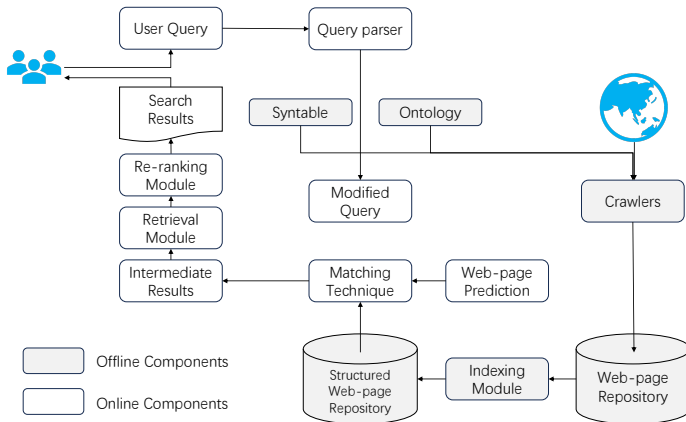 User Query
Query parser
Search
Results
Syntable
Ontology
Re-ranking
Module
Modified
Query
Crawlers
Retrieval
Module
Intermediate
Results
Matching
Technique
Web-page
Prediction
Offline Components
Online Components
Structured
Web-page
Repository
Indexing
Module
Web-page
Repository